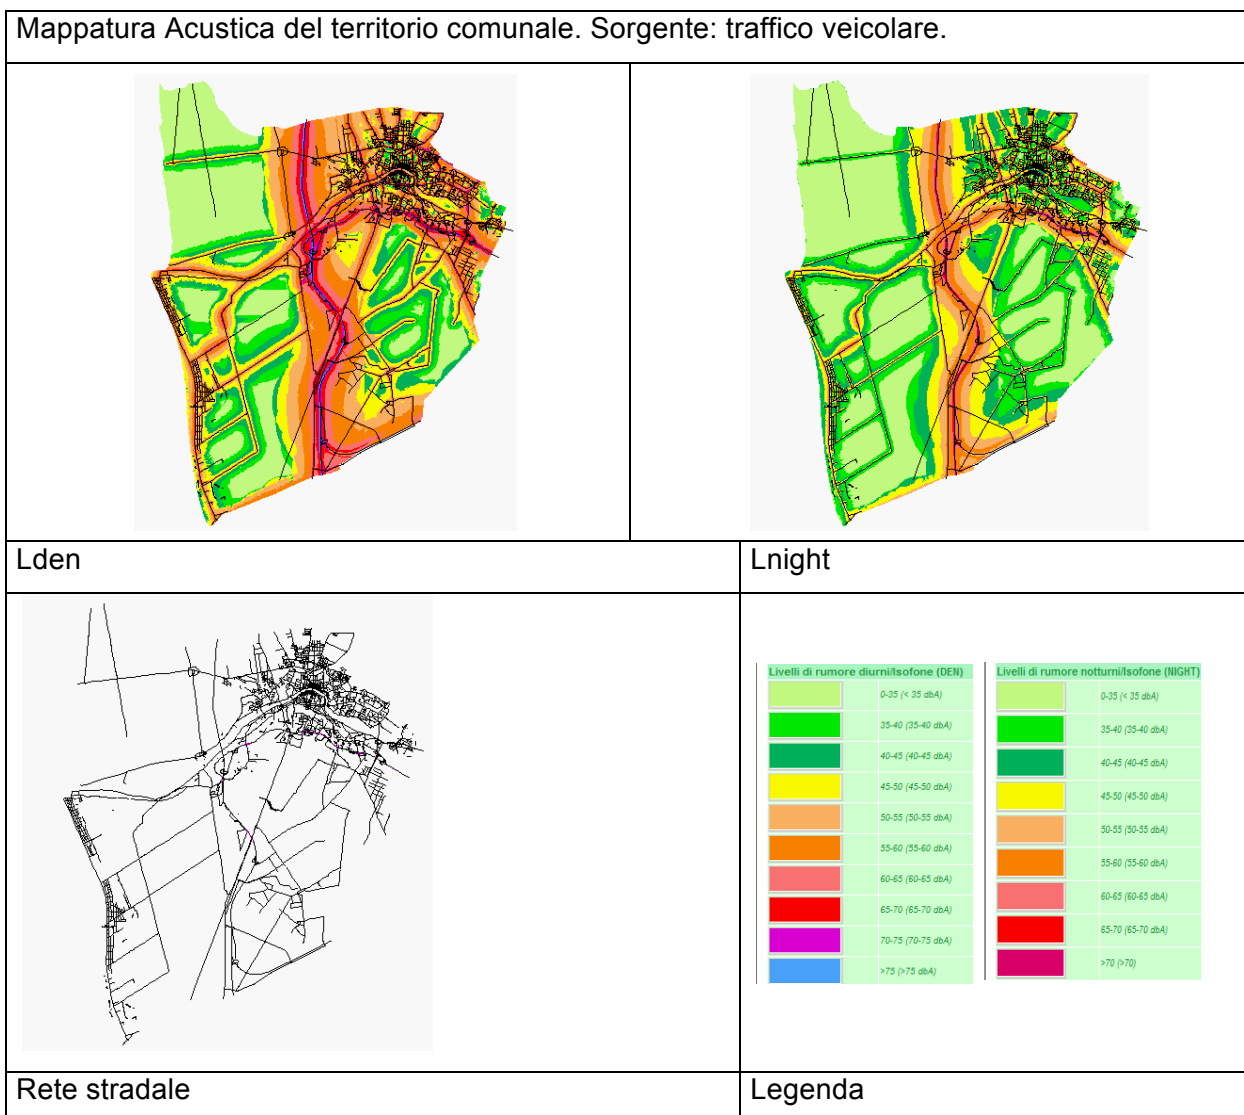 Mappatura Acustica del territorio comunale. Sorgente: traffico veicolare.
Lden
Lnight
Livelli di rumore diurni/Isofone (DEN)
0-35 (< 35 dbA)
35-40 (35-40 dbA)
40-45 (40-45 dbA)
45-50 (45-50 dbA)
50-55 (50-55 dbA)
55-60 (55-60 dbA)
60-65 (60-65 dbA)
65-70 (65-70 dbA)
70-75 (70-75 dbA)
>75 (>75 dbA)
Livelli di rumore notturni/Isofone (NIGHT)
0-35 (< 35 dbA)
35-40 (35-40 dbA)
40-45 (40-45 dbA)
45-50 (45-50 dbA)
50-55 (50-55 dbA)
55-60 (55-60 dbA)
60-65 (60-65 dbA)
65-70 (65-70 dbA)
>70 (>70)
Rete stradale
Legenda